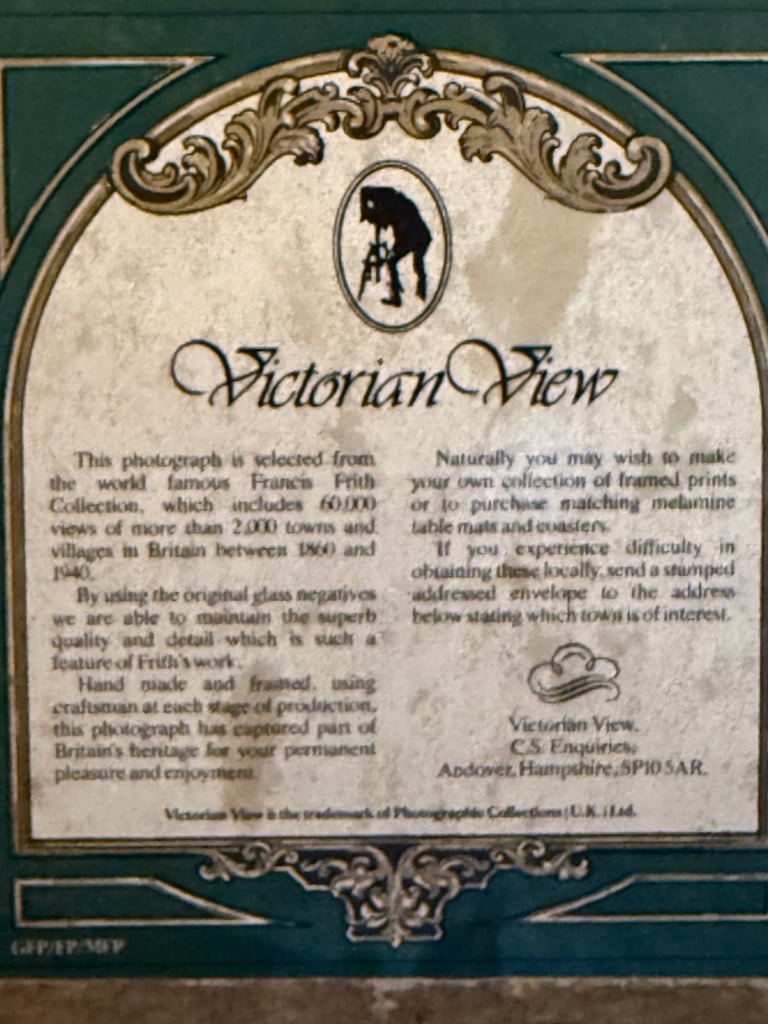 Victorian View
This photograph is selected from
the world famous Francis Frith
Collection, which includes 60,000
views of more than 2,000 towns and
villages in Britain between 1860 and
1940.
By using the original glass negatives
we are able to maintain the superb
quality and detail which is such a
feature of Frith's work.
Hand made and framed, using
craftsman at each stage of production,
this photograph has captured part of
Britain's heritage for your permanent
pleasure and enjoyment.
Naturally you may wish to make
your own collection of framed prints
or to purchase matching melamine
table mats and coasters.
If you experience difficulty in
obtaining these locally, send a stamped
addressed envelope to the address
below stating which town is of interest.
Victorian View,
C.S. Enquiries,
Andover, Hampshire, SP10 5AR.
Victorian View is the trademark of Photographic Collections (U.K.) Ltd.
GFP/FP/MFP